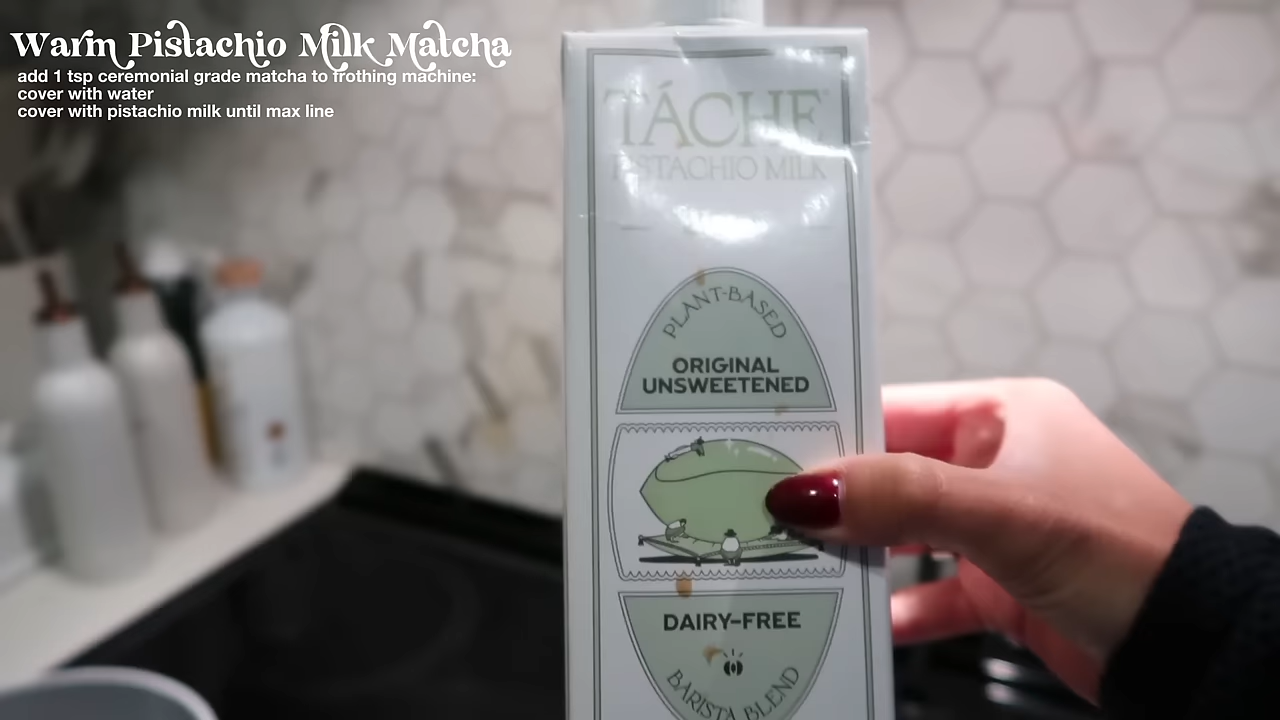 Warm Pistachio Milk Matcha
add 1 tsp ceremonial grade matcha to frothing machine:
cover with water
cover with pistachio milk until max line
TÁCHE
PISTACHIO MILK
PLANT-BASED
ORIGINAL
UNSWEETENED
DAIRY-FREE
BARISTA BLEND